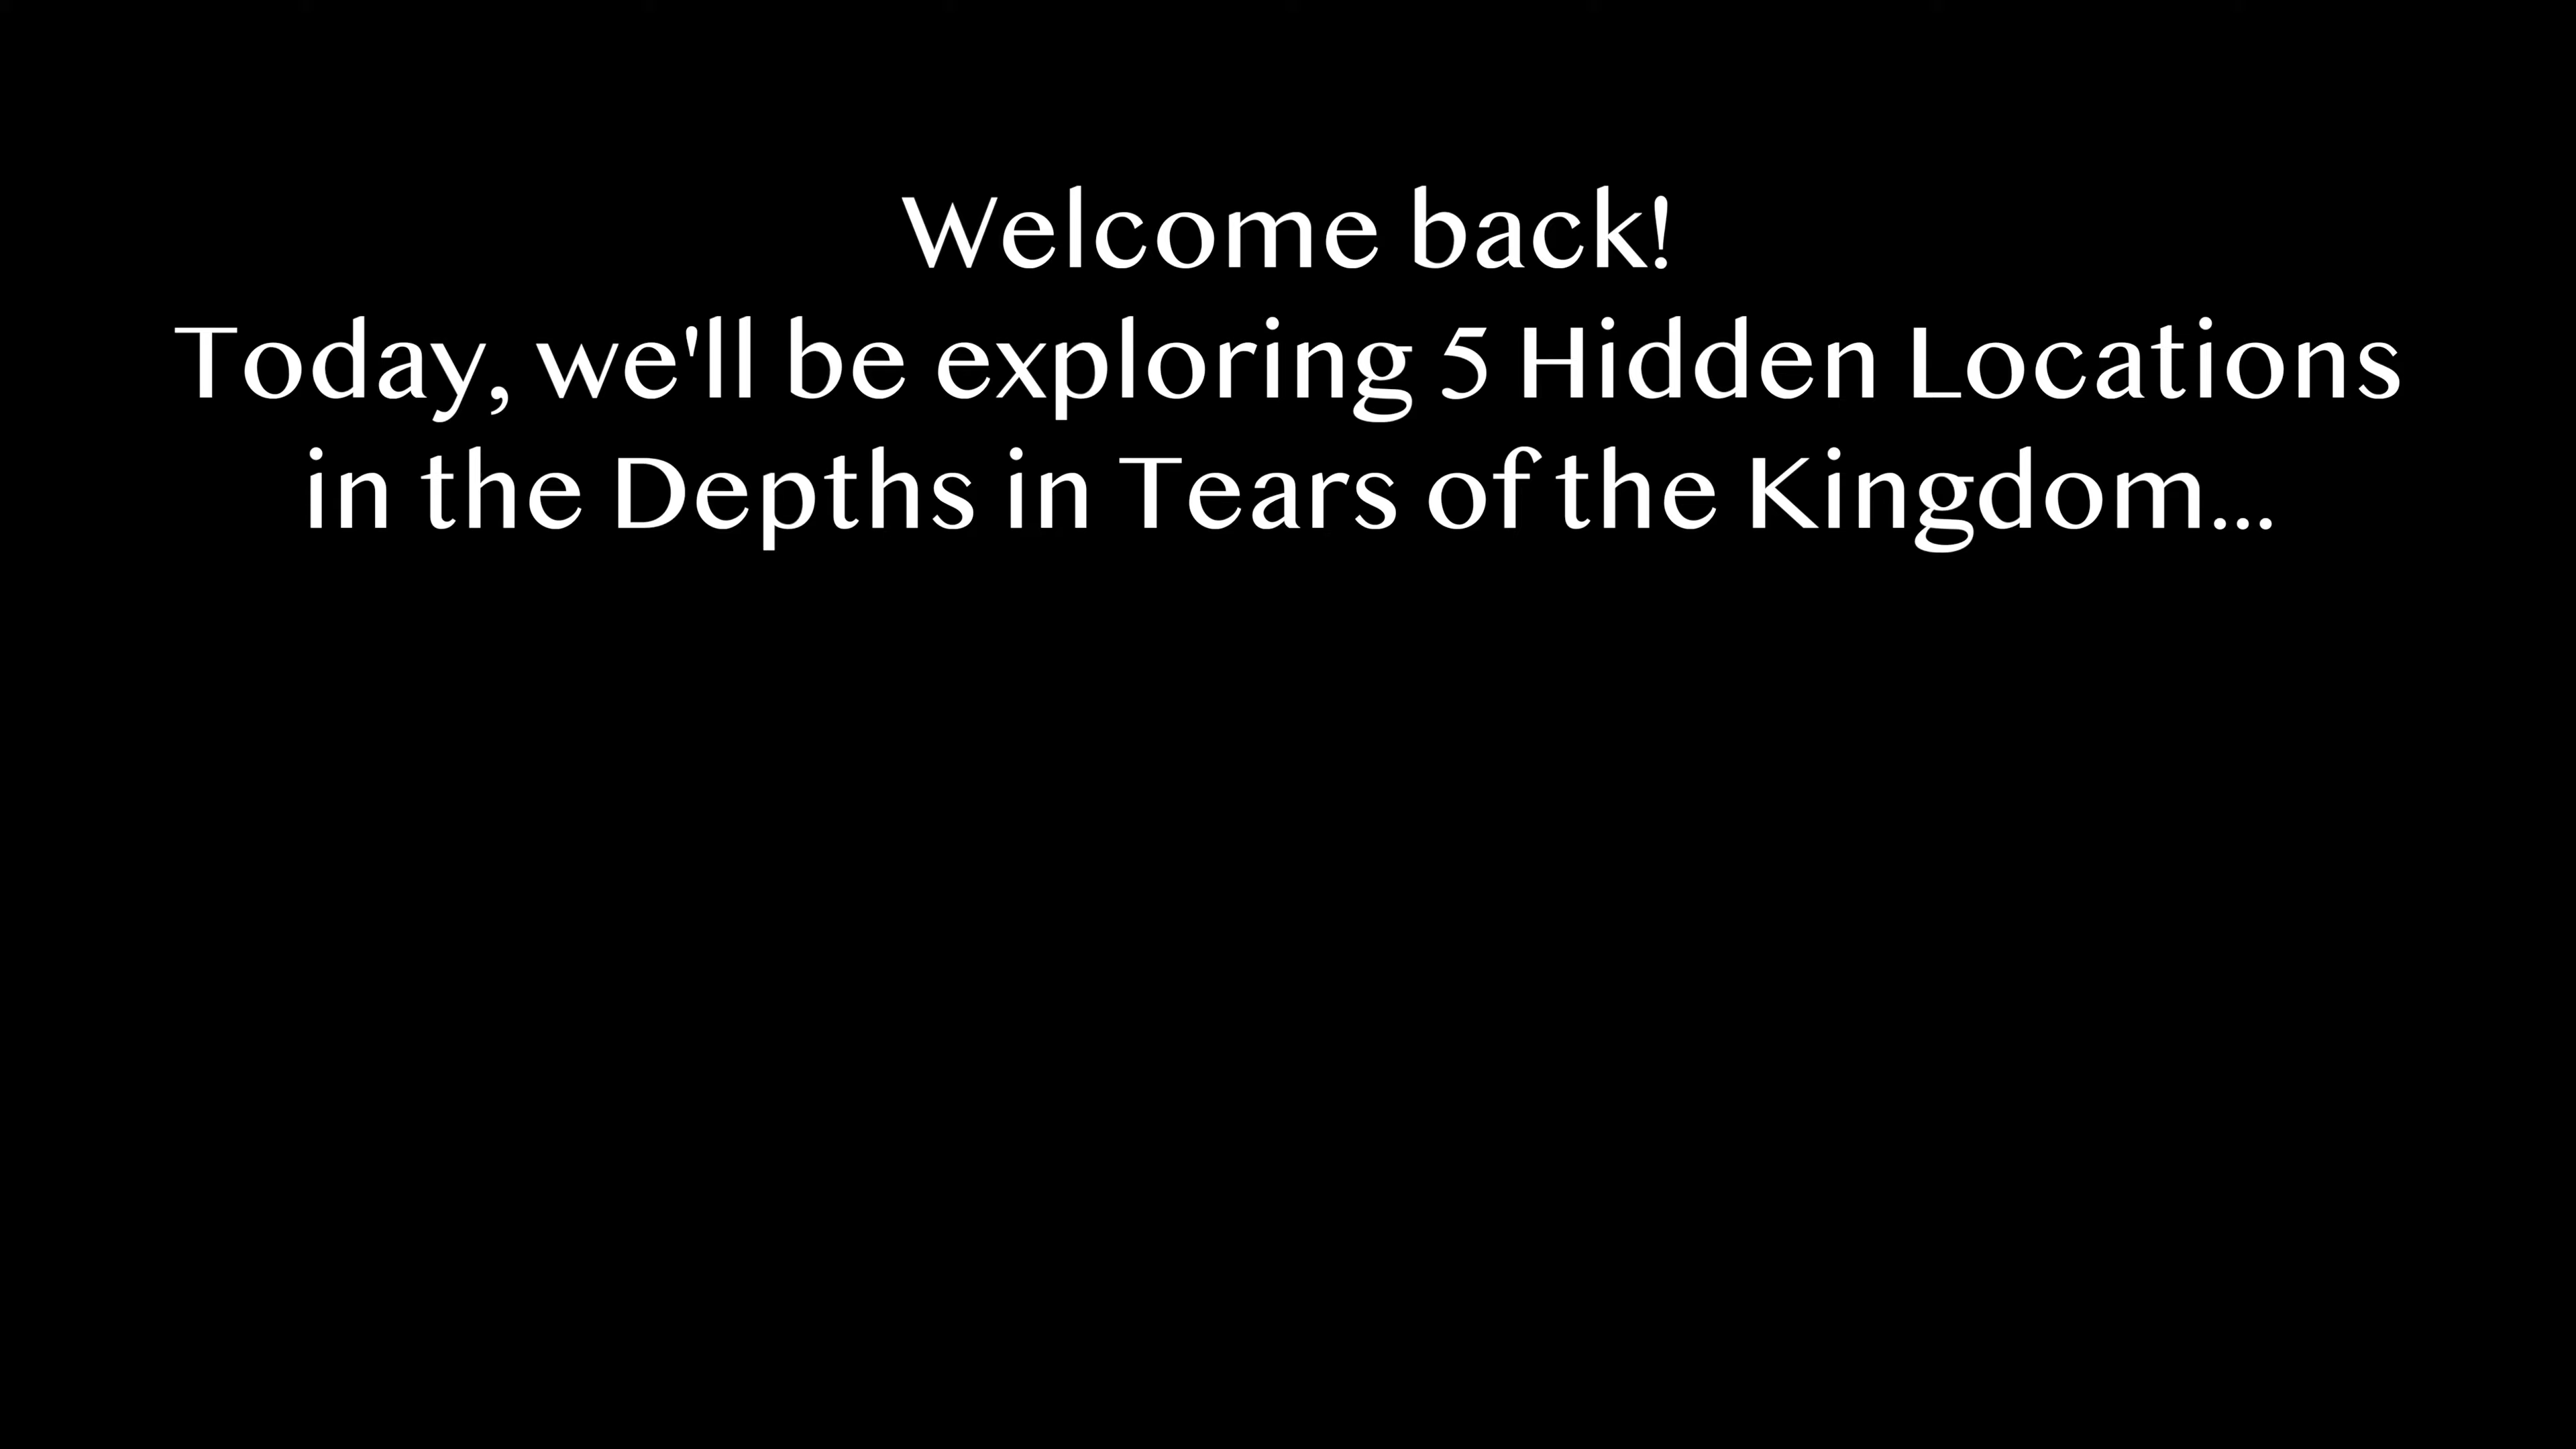 Welcome back!
Today, we'll be exploring 5 Hidden Locations
in the Depths in Tears of the Kingdom...